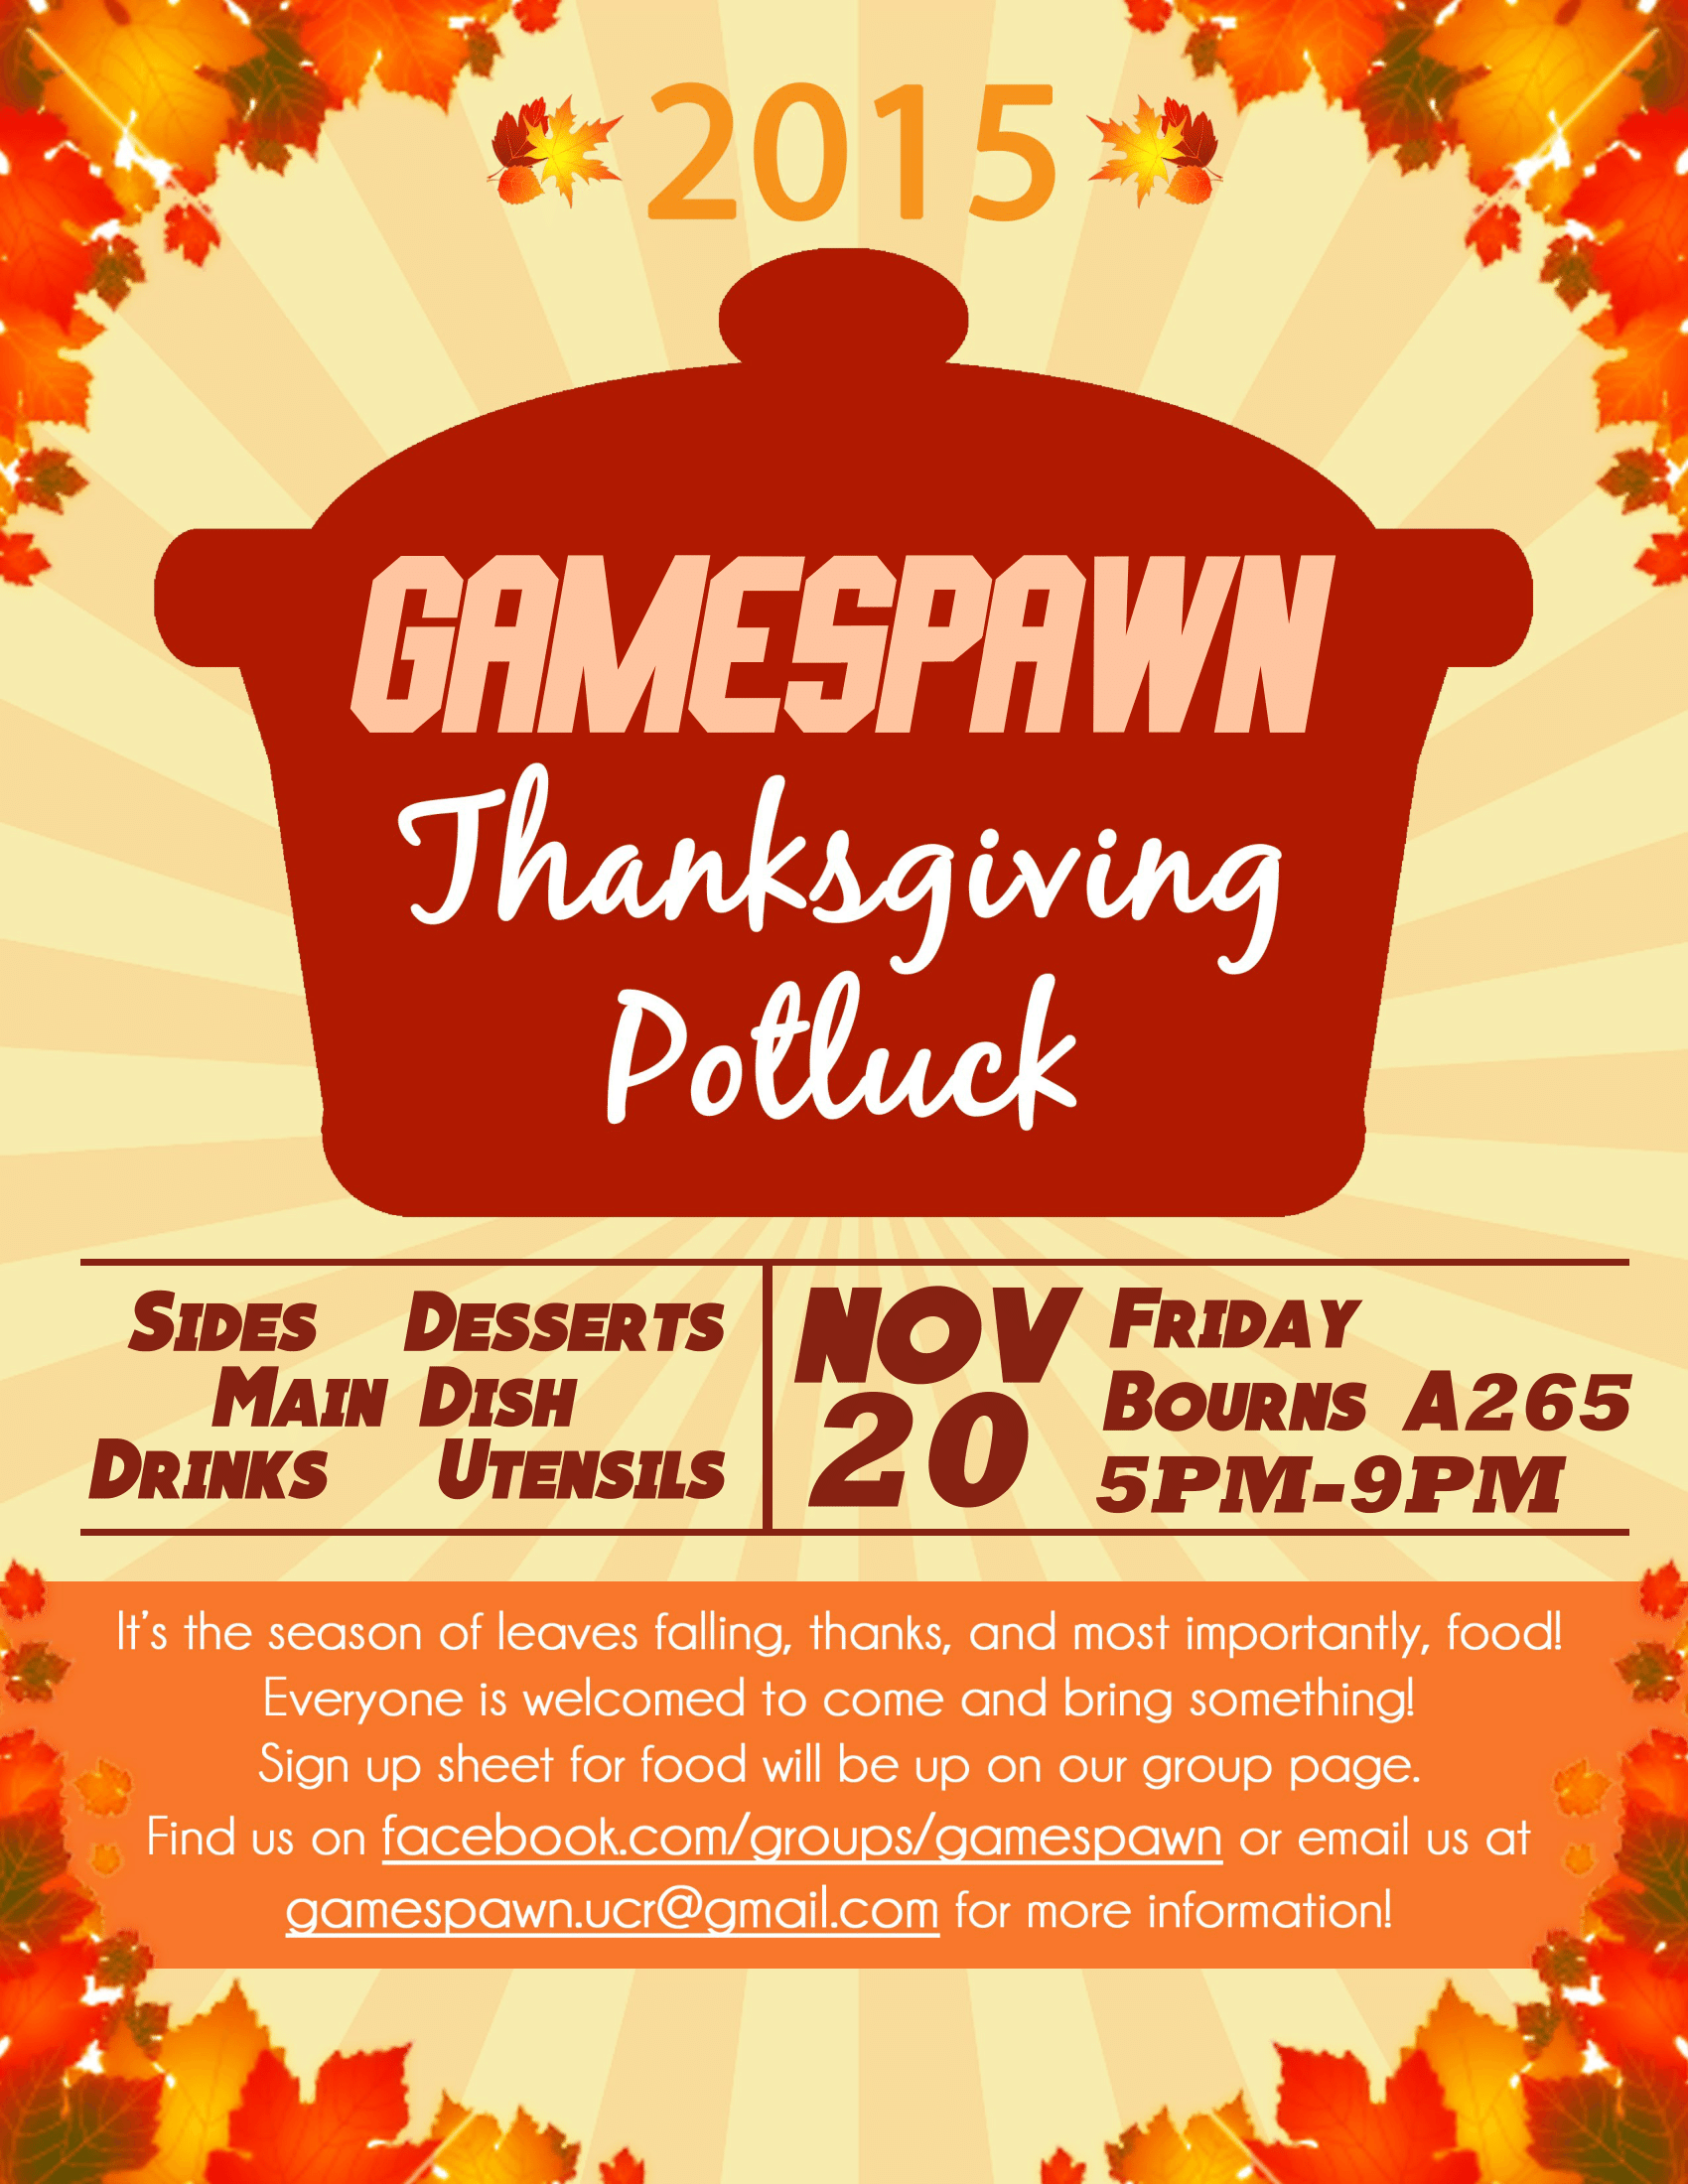 2015
GAMESPAWN
Thanksgiving
Potluck
SIDES DESSERTS
MAIN DISH
DRINKS UTENSILS
NOV
20
FRIDAY
BOURNS A265
5PM-9PM
It's the season of leaves falling, thanks, and most importantly, food!
Everyone is welcomed to come and bring something!
Sign up sheet for food will be up on our group page.
Find us on facebook.com/groups/gamespawn or email us at
gamespawn.ucr@gmail.com for more information!